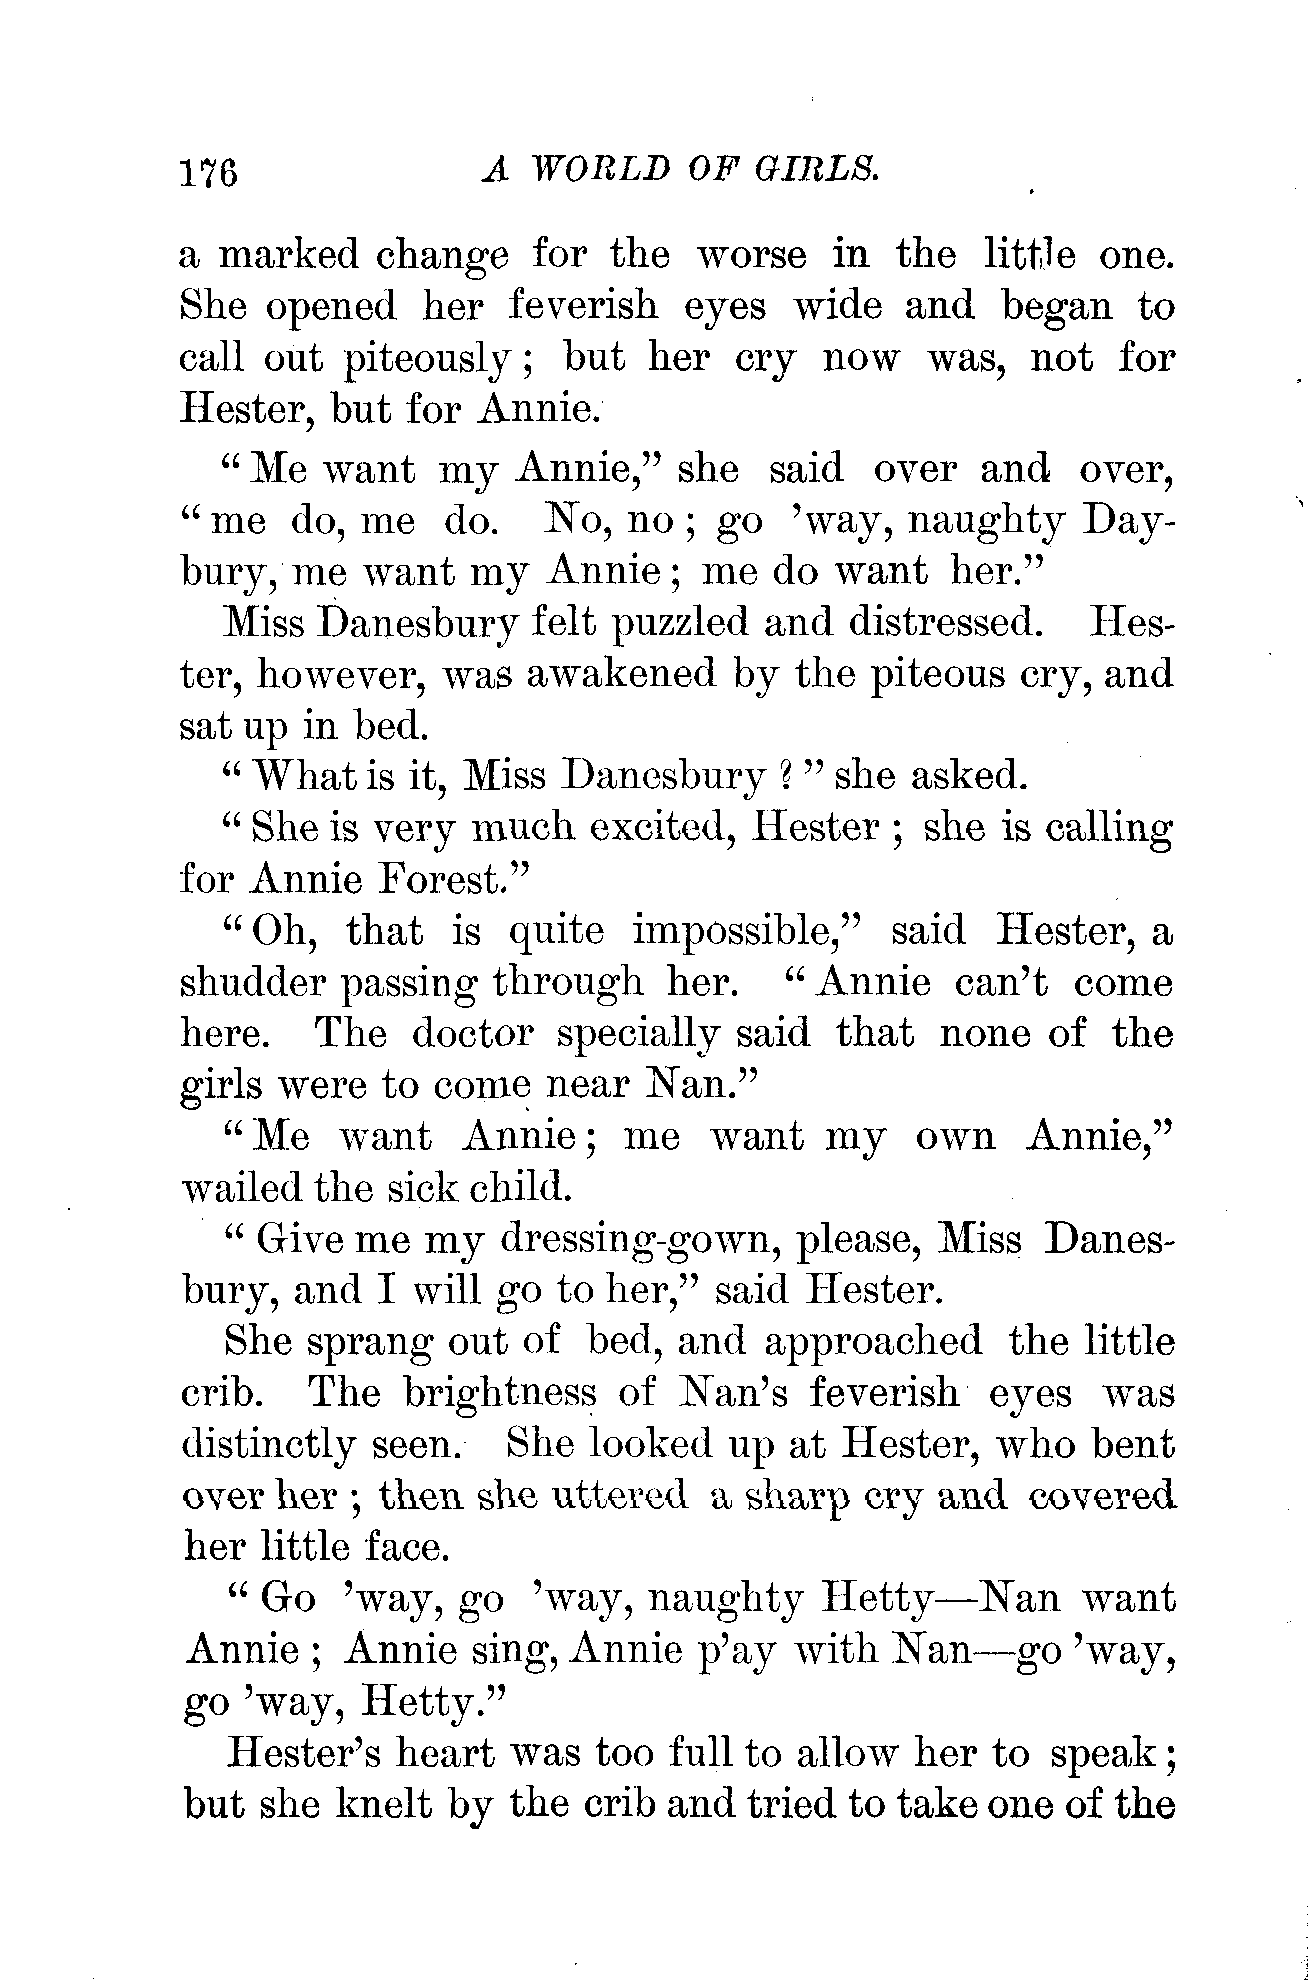 176 A WORLD OF GIRLS.
a marked change for the worse in the little one.
She opened her feverish eyes wide and began to
call out piteously ; but her cry now was, not for
Hester, but for Annie.
“ Me want my Annie,” she said over and over,
“ me do, me do. No, no ; go ’way, naughty Day-
bury, me want my Annie ; me do want her.”
Miss Danesbury felt puzzled and distressed. Hes-
ter, however, was awakened by the piteous cry, and
sat up in bed.
“ What is it, Miss Danesbury ? ” she asked.
“ She is very much excited, Hester ; she is calling
for Annie Forest.”
“ Oh, that is quite impossible,” said Hester, a
shudder passing through her. “ Annie can’t come
here. The doctor specially said that none of the
girls were to come near Nan.”
“ Me want Annie ; me want my own Annie,”
wailed the sick child.
“ Give me my dressing-gown, please, Miss Danes-
bury, and I will go to her,” said Hester.
She sprang out of bed, and approached the little
crib. The brightness of Nan’s feverish eyes was
distinctly seen. She looked up at Hester, who bent
over her ; then she uttered a sharp cry and covered
her little face.
“ Go ’way, go ’way, naughty Hetty—Nan want
Annie ; Annie sing, Annie p’ay with Nan—go ’way,
go ’way, Hetty.”
Hester’s heart was too full to allow her to speak ;
but she knelt by the crib and tried to take one of the